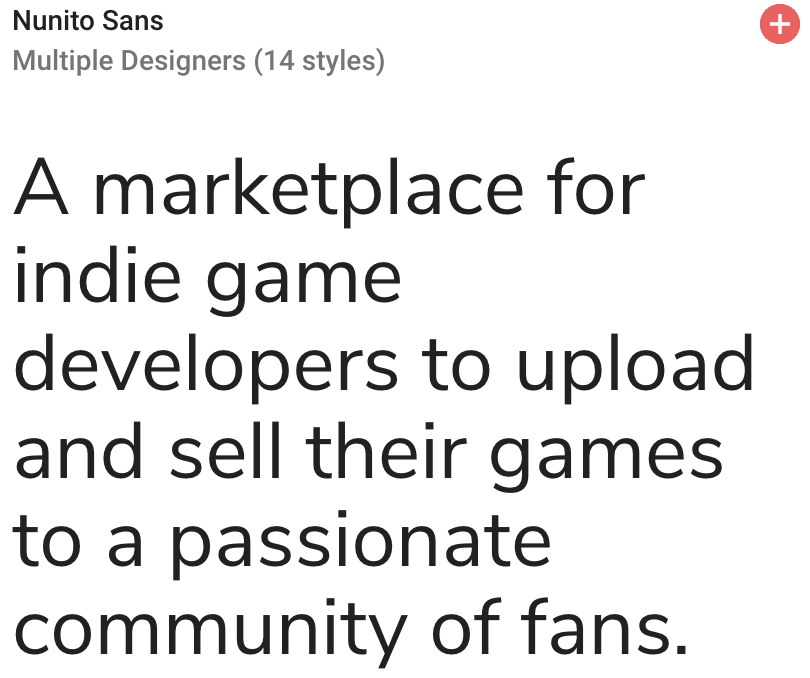 Nunito Sans
Multiple Designers (14 styles)
A marketplace for
indie game
developers to upload
and sell their games
to a passionate
community of fans.